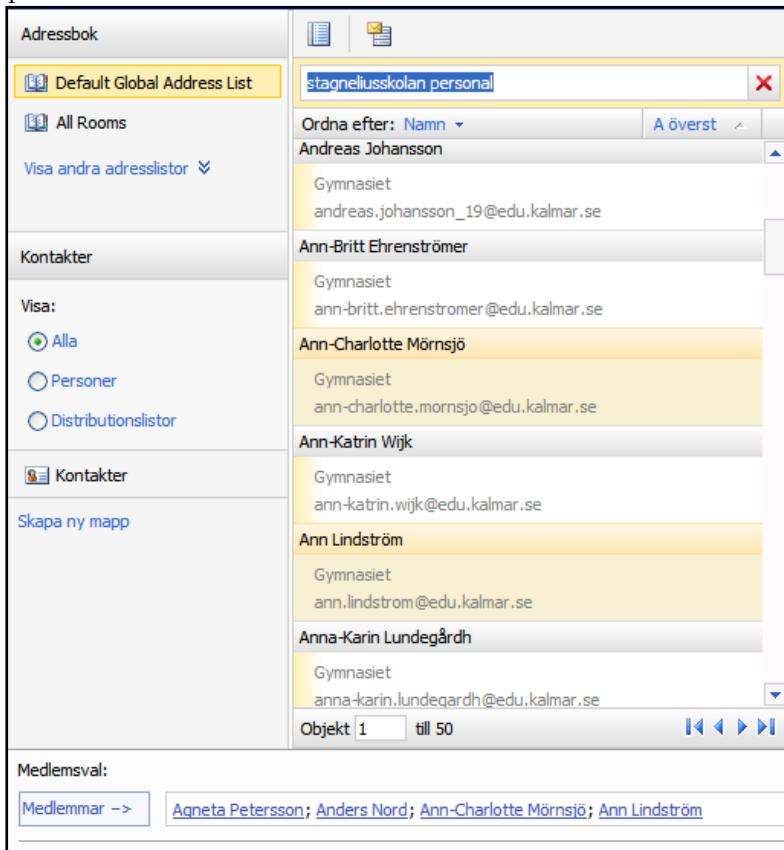 Adressbok
Default Global Address List
All Rooms
Visa andra adresslistor
Kontakter
Visa:
Alla
Personer
Distributionslistor
Kontakter
Skapa ny mapp
stagneliusskolan personal
Ordna efter: Namn A överst
Andreas Johansson
Gymnasiet
andreas.johansson_19@edu.kalmar.se
Ann-Britt Ehrenströmer
Gymnasiet
ann-britt.ehrenstromer@edu.kalmar.se
Ann-Charlotte Mörnsjö
Gymnasiet
ann-charlotte.mornsjo@edu.kalmar.se
Ann-Katrin Wijk
Gymnasiet
ann-katrin.wijk@edu.kalmar.se
Ann Lindström
Gymnasiet
ann.lindstrom@edu.kalmar.se
Anna-Karin Lundegårdh
Gymnasiet
anna-karin.lundegardh@edu.kalmar.se
Objekt 1 till 50
Medlemsval:
Medlemmar –> Agneta Petersson; Anders Nord; Ann-Charlotte Mörnsjö; Ann Lindström